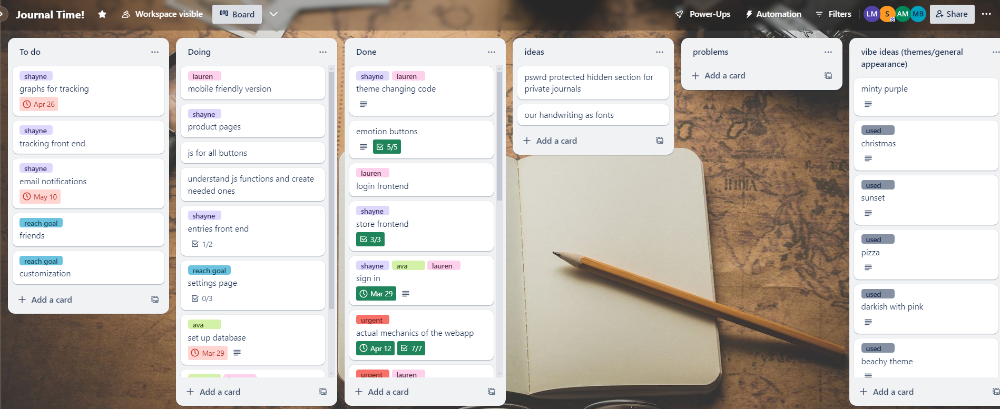 Journal Time!
Workspace visible
Board
Power-Ups
Automation
Filters
LM
S
AM
MB
Share
To do
shayne
graphs for tracking
Apr 26
shayne
tracking front end
shayne
email notifications
May 10
reach goal
friends
reach goal
customization
Add a card
Doing
lauren
mobile friendly version
shayne
product pages
js for all buttons
understand js functions and create
needed ones
shayne
entries front end
1/2
reach goal
settings page
0/3
ava
set up database
Mar 29
Add a card
Done
shayne lauren
theme changing code
emotion buttons
5/5
lauren
login frontend
shayne
store frontend
3/3
shayne ava lauren
sign in
Mar 29
urgent
actual mechanics of the webapp
Apr 12 7/7
urgent lauren
Add a card
ideas
pswrd protected hidden section for
private journals
our handwriting as fonts
Add a card
problems
Add a card
vibe ideas (themes/general
appearance)
minty purple
used
christmas
used
sunset
used
pizza
used
darkish with pink
used
beachy theme
Add a card
INDIA